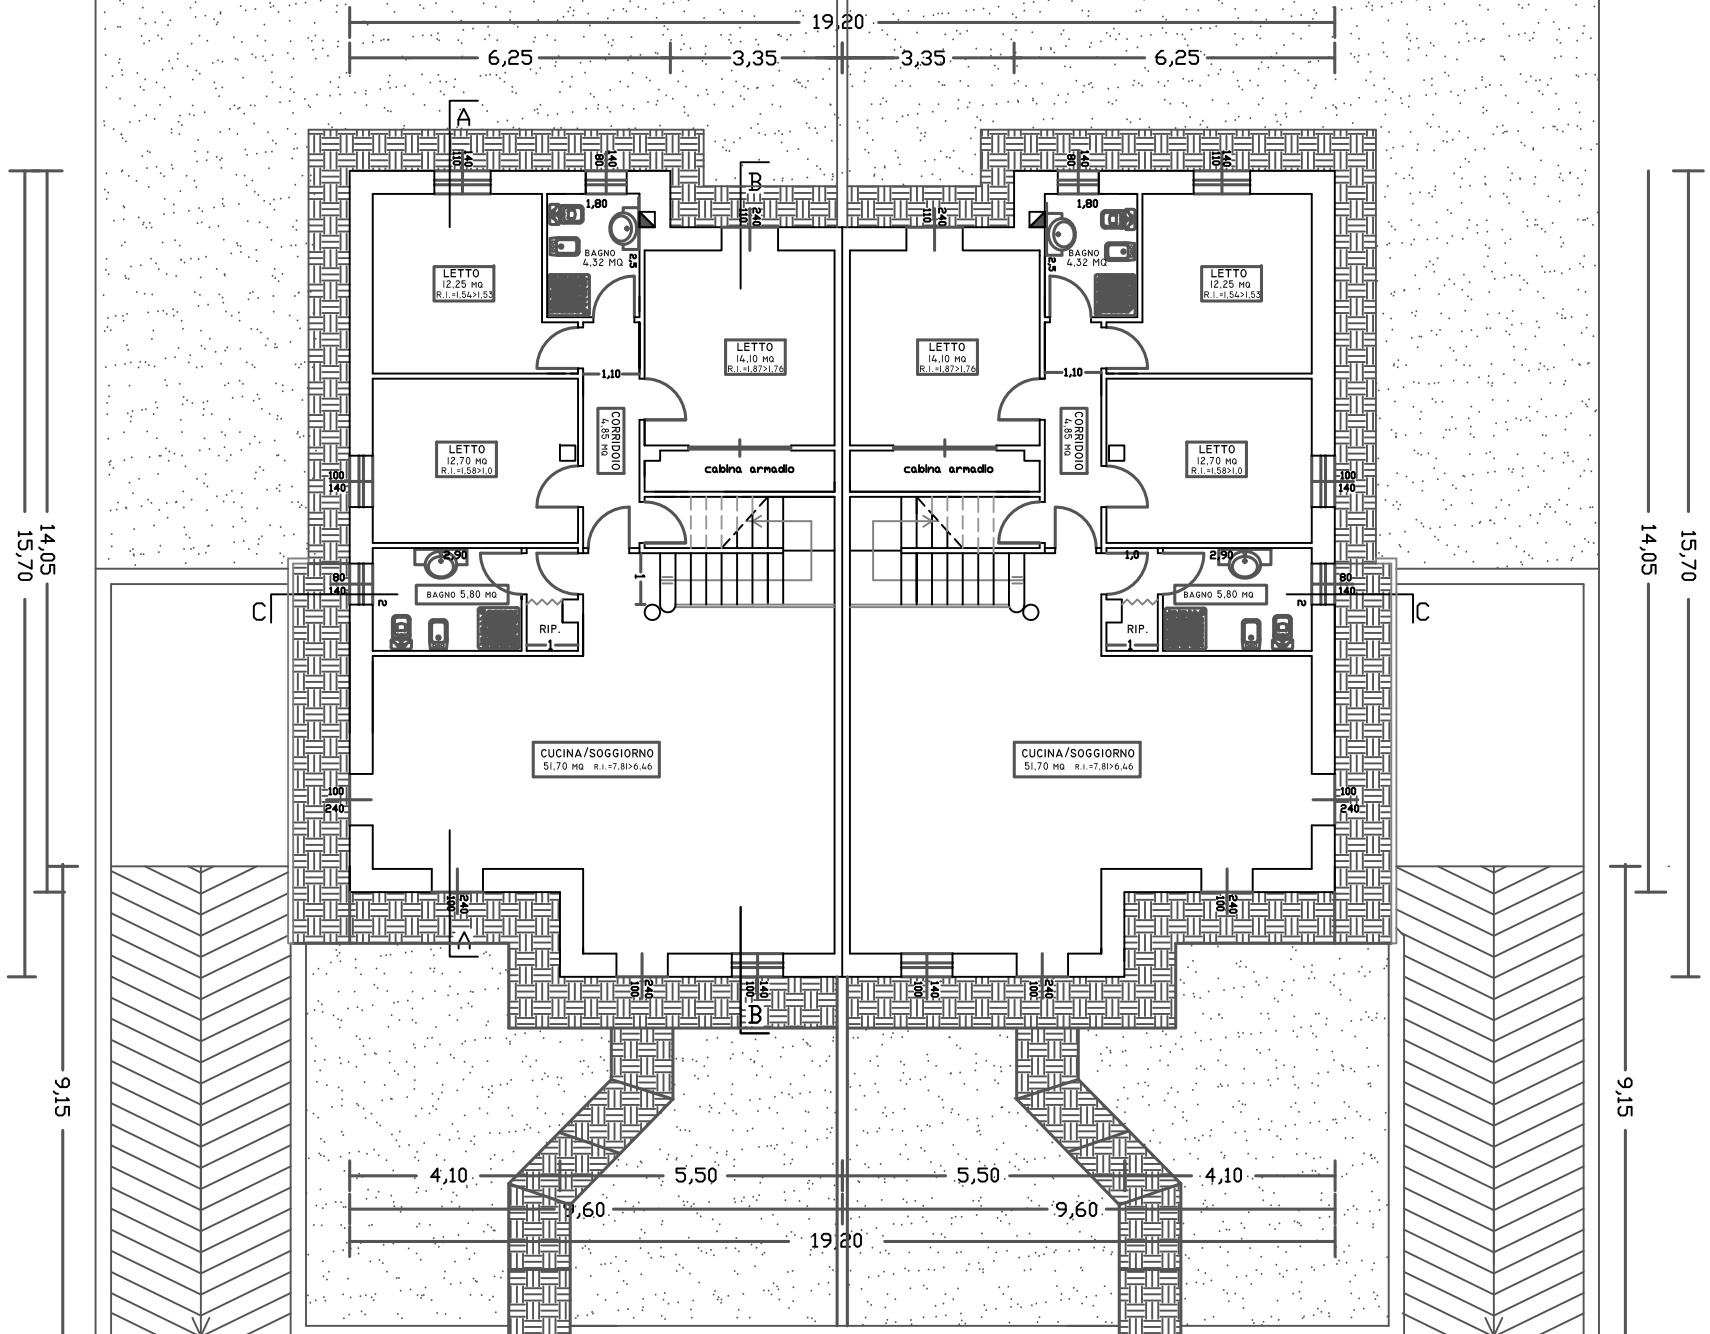 19,20
6,25
3,35
3,35
6,25
A
B
110
140
80
140
110
240
110
240
80
140
110
140
1,80
1,80
BAGNO
4,32 MQ
2,5
BAGNO
4,32 MQ
2,5
LETTO
12,25 MQ
R.I.=1,54>1,53
LETTO
12,25 MQ
R.I.=1,54>1,53
LETTO
14,10 MQ
R.I.=1,87>1,76
LETTO
14,10 MQ
R.I.=1,87>1,76
1,10
1,10
CORRIDOIO
4,85 MQ
CORRIDOIO
4,85 MQ
LETTO
12,70 MQ
R.I.=1,58>1,0
LETTO
12,70 MQ
R.I.=1,58>1,0
cabina armadio
cabina armadio
100
140
100
140
15,70
14,05
14,05
15,70
2,90
1,0
2,90
80
140
80
140
1
C
2
BAGNO 5,80 MQ
BAGNO 5,80 MQ
2
C
RIP.
1
RIP.
1
CUCINA/SOGGIORNO
51,70 MQ R.I.=7,81>6,46
CUCINA/SOGGIORNO
51,70 MQ R.I.=7,81>6,46
100
240
100
240
100
240
100
240
A
100
240
100
140
100
140
100
240
B
9,15
9,15
4,10
5,50
5,50
4,10
9,60
9,60
19,20